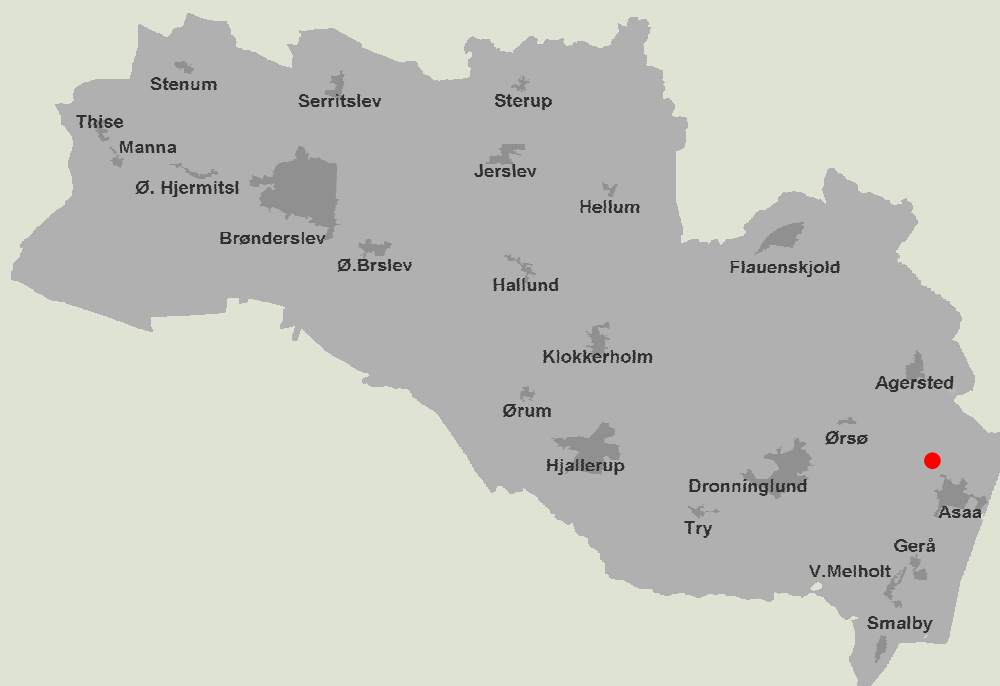 Stenum
Serritslev
Sterup
Thise
Manna
Jerslev
Ø. Hjermitsl
Hellum
Brønderslev
Ø.Brslev
Flauenskjold
Hallund
Klokkerholm
Agersted
Ørum
Ørsø
Hjallerup
Dronninglund
Asaa
Try
Gerå
V.Melholt
Smalby